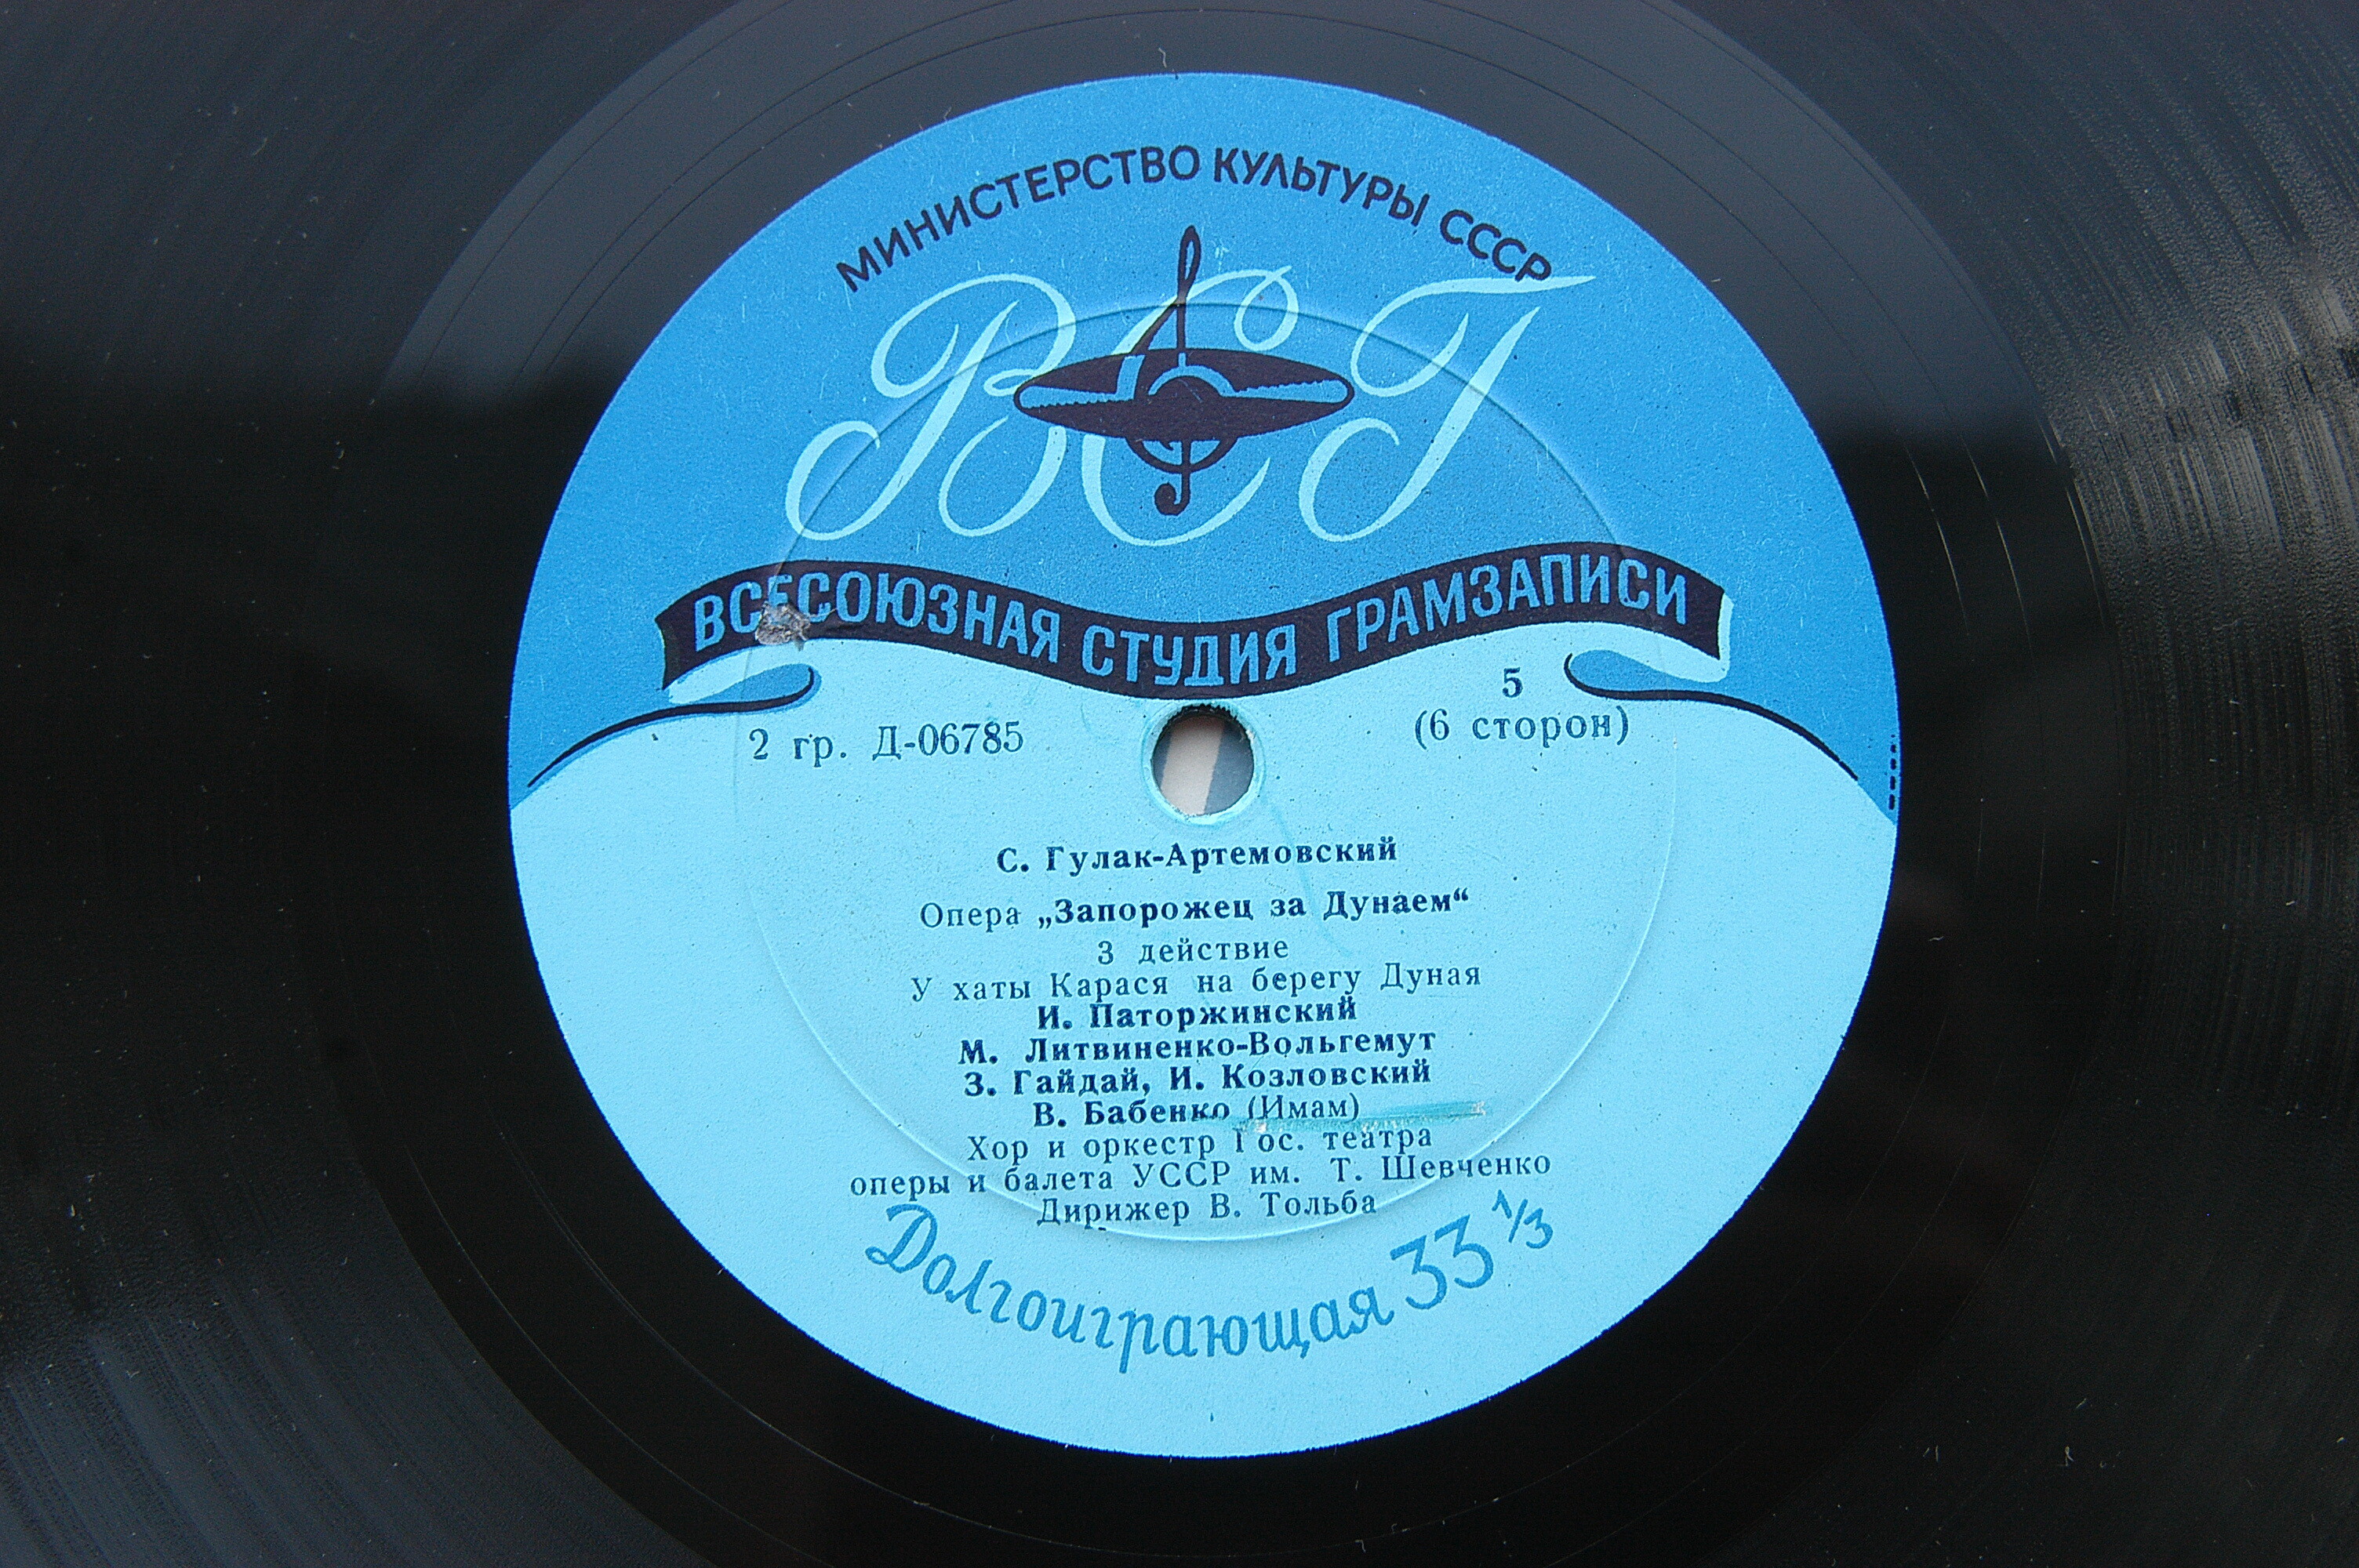 МИНИСТЕРСТВО КУЛЬТУРЫ СССР
ВСГ
ВСЕСОЮЗНАЯ СТУДИЯ ГРАМЗАПИСИ
2 гр. Д-06785
5
(6 сторон)
С. Гулак-Артемовский
Опера „Запорожец за Дунаем“
3 действие
У хаты Карася на берегу Дуная
И. Паторжинский
М. Литвиненко-Вольгемут
З. Гайдай, И. Козловский
В. Бабенко (Имам)
Хор и оркестр Гос. театра
оперы и балета УССР им. Т. Шевченко
Дирижер В. Тольба
Долгоиграющая 33 1/3